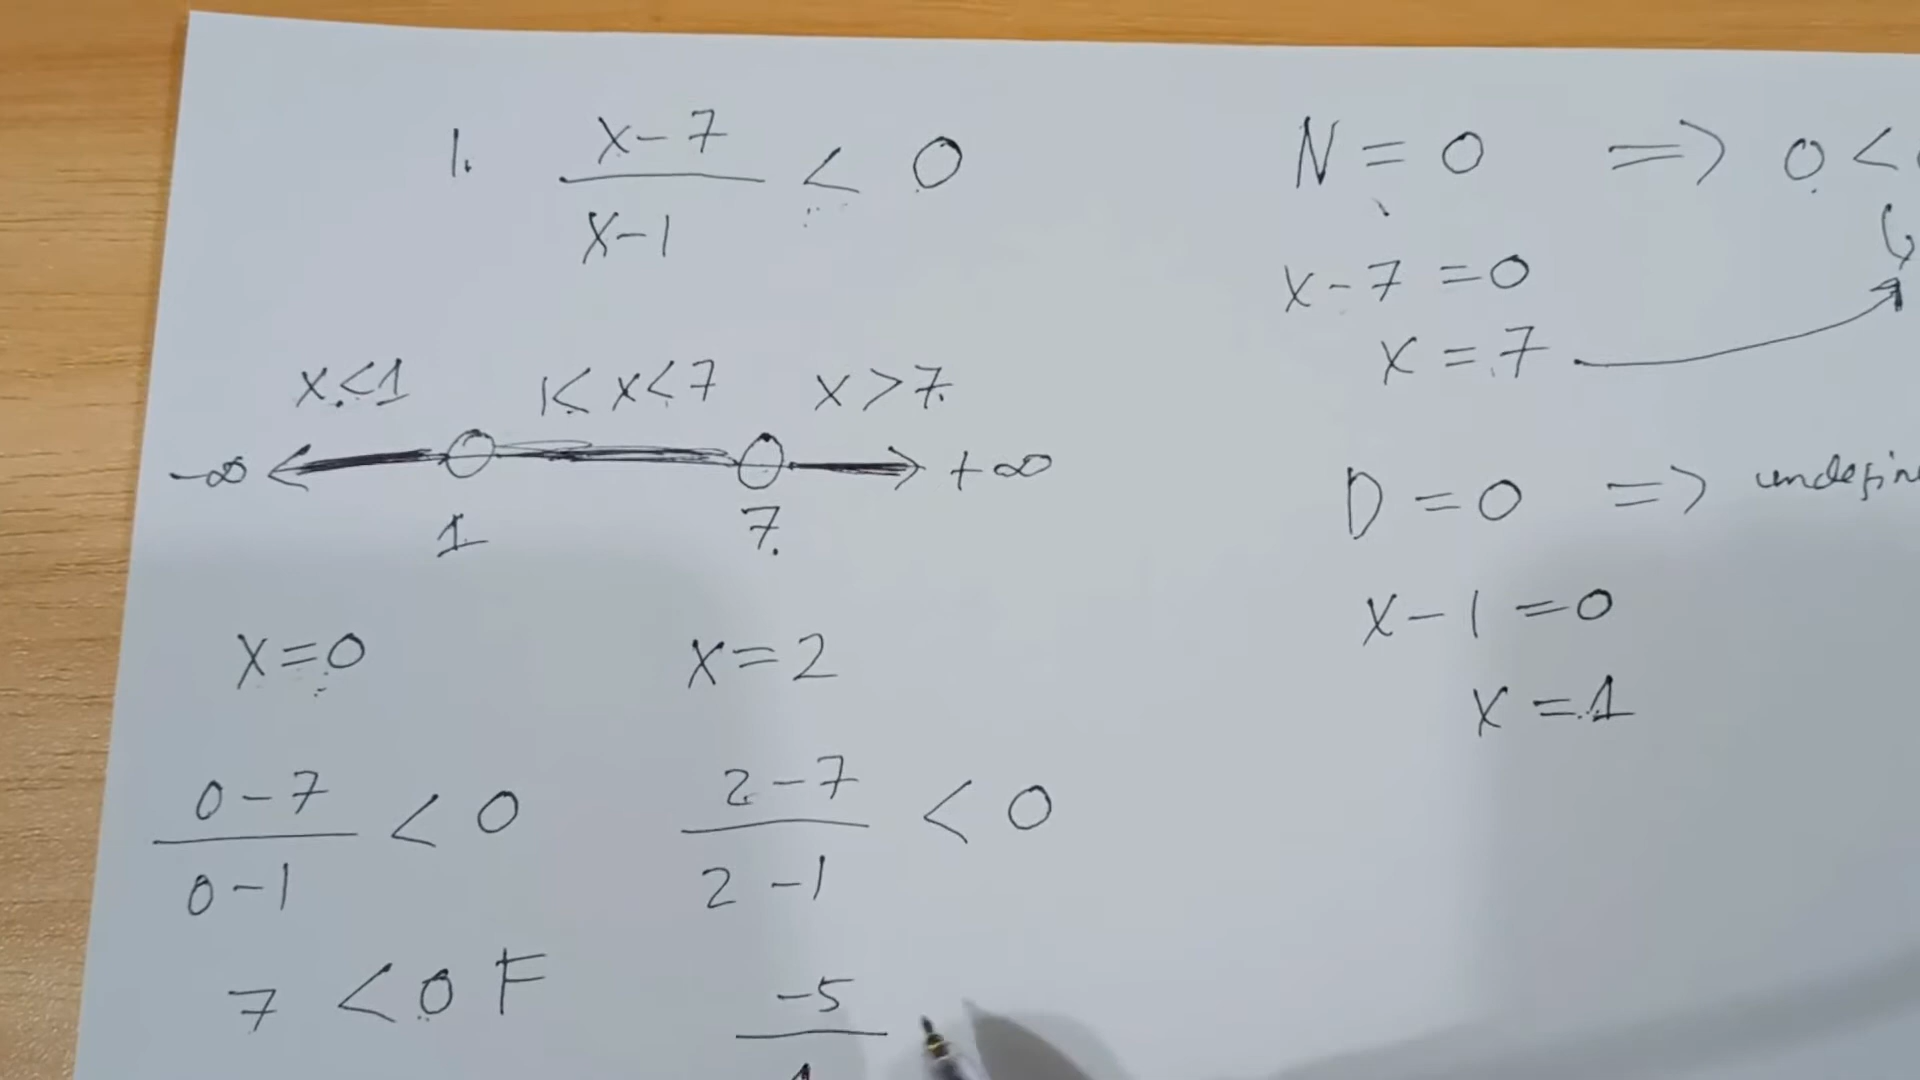 1. x-7
—— < 0
x-1
x<1 1<x<7 x>7
-∞ +∞
1 7
x=0 x=2
0-7
—— < 0
0-1
7 < 0 F
2-7
—— < 0
2-1
-5
——
N = 0 => 0 <
x-7 = 0
x = 7
D = 0 =>
x-1 = 0
x = 1